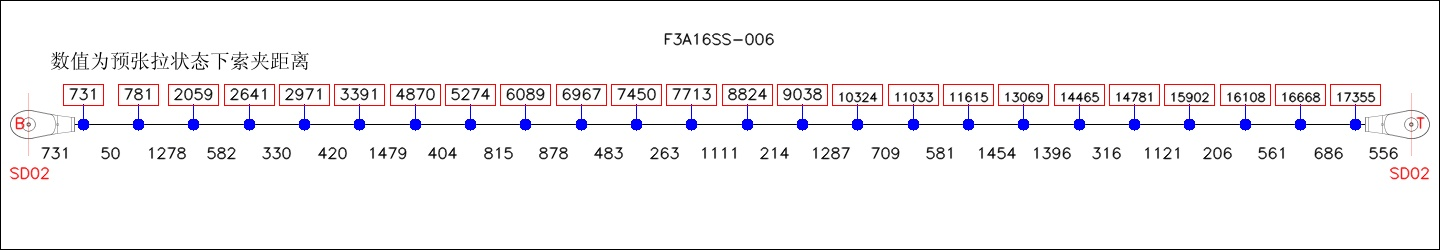 F3A16SS-006
数值为预张拉状态下索夹距离
731 781 2059 2641 2971 3391 4870 5274 6089 6967 7450 7713 8824 9038 10324 11033 11615 13069 14465 14781 15902 16108 16668 17355
B T
731 50 1278 582 330 420 1479 404 815 878 483 263 1111 214 1287 709 581 1454 1396 316 1121 206 561 686 556
SD02 SD02